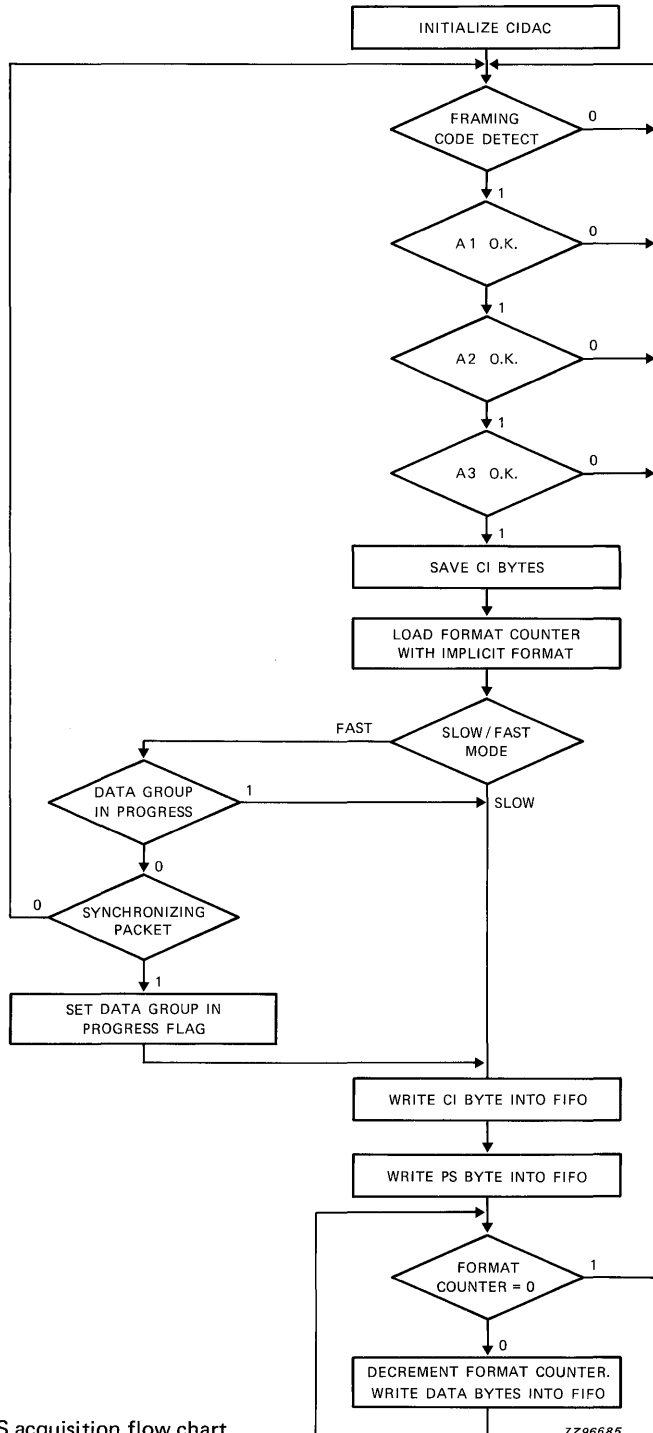 INITIALIZE CIDAC
FRAMING
CODE DETECT
0
1
A1 O.K.
0
1
A2 O.K.
0
1
A3 O.K.
0
1
SAVE CI BYTES
LOAD FORMAT COUNTER
WITH IMPLICIT FORMAT
SLOW/FAST
MODE
FAST
SLOW
DATA GROUP
IN PROGRESS
1
0
SYNCHRONIZING
PACKET
0
1
SET DATA GROUP IN
PROGRESS FLAG
WRITE CI BYTE INTO FIFO
WRITE PS BYTE INTO FIFO
FORMAT
COUNTER = 0
1
0
DECREMENT FORMAT COUNTER.
WRITE DATA BYTES INTO FIFO
S acquisition flow chart
7Z96685